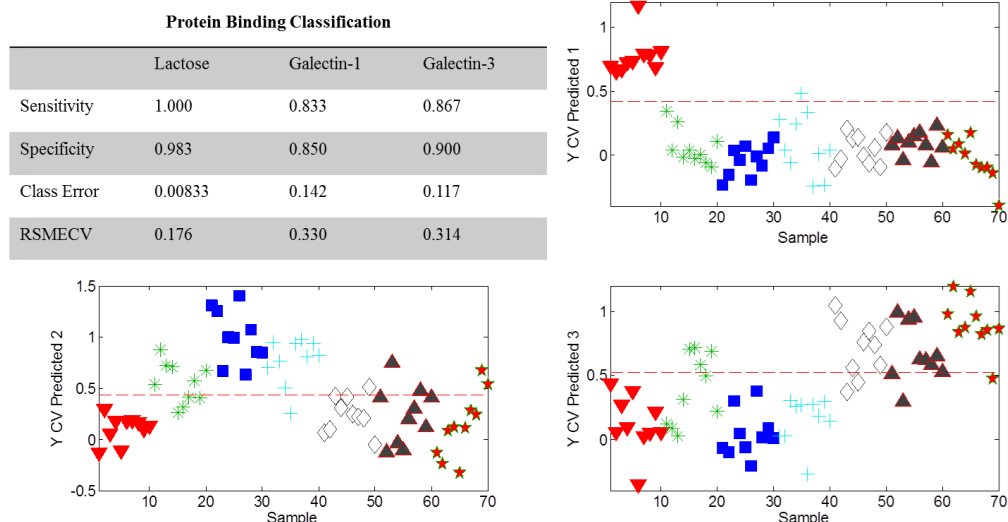 Protein Binding Classification
Lactose Galectin-1 Galectin-3
Sensitivity 1.000 0.833 0.867
Specificity 0.983 0.850 0.900
Class Error 0.00833 0.142 0.117
RSMECV 0.176 0.330 0.314
Y CV Predicted 1
1
0.5
0
10 20 30 40 50 60 70
Sample
Y CV Predicted 2
1.5
1
0.5
0
-0.5
10 20 30 40 50 60 70
Sample
Y CV Predicted 3
1
0.5
0
10 20 30 40 50 60 70
Sample